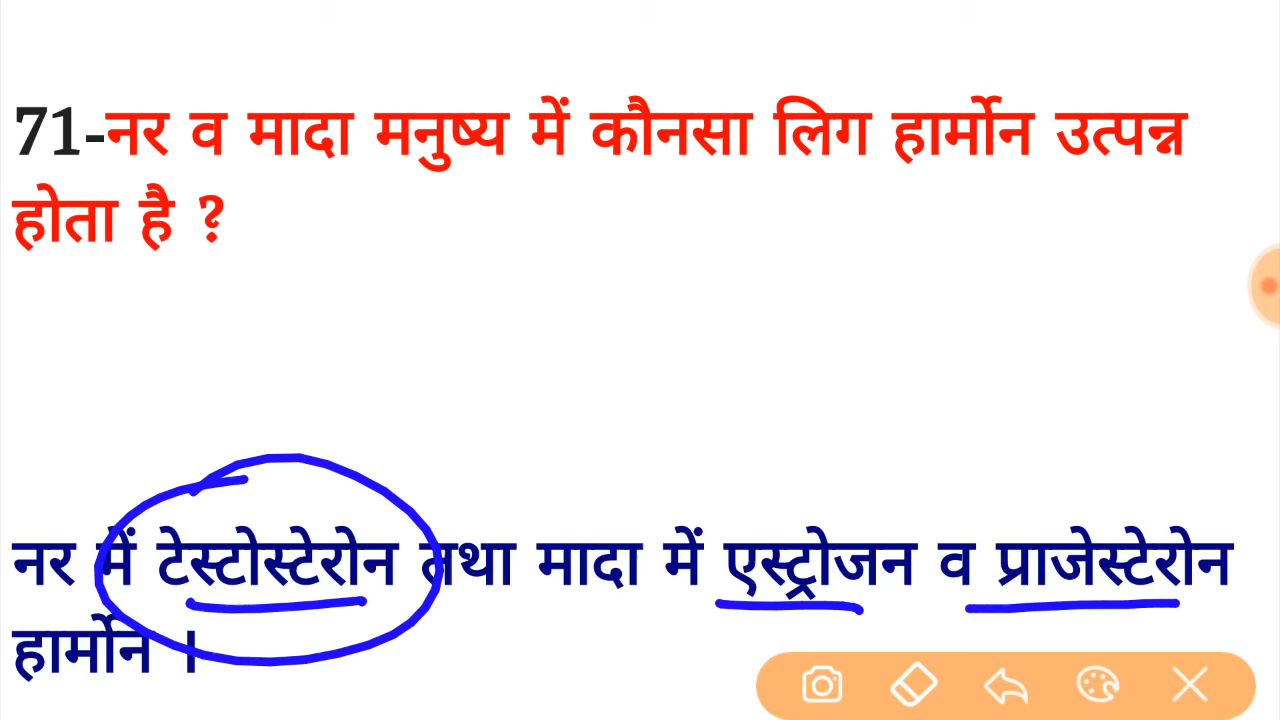 71-नर व मादा मनुष्य में कौनसा लिग हार्मोन उत्पन्न
होता है ?
नर में टेस्टोस्टेरोन तथा मादा में एस्ट्रोजन व प्राजेस्टेरोन
हार्मोन ।